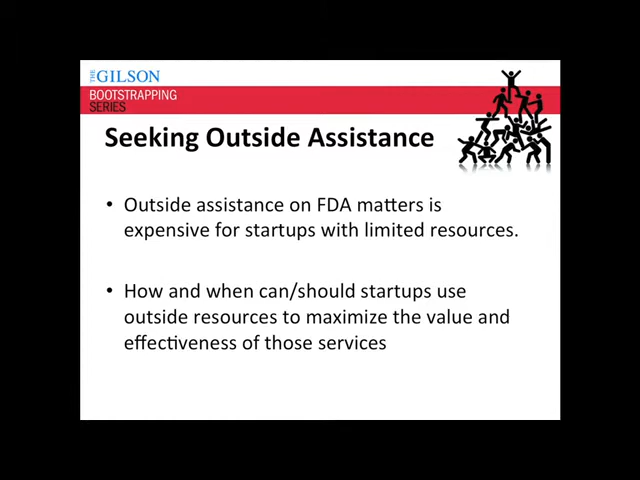 THE GILSON
BOOTSTRAPPING
SERIES
Seeking Outside Assistance
• Outside assistance on FDA matters is
expensive for startups with limited resources.
• How and when can/should startups use
outside resources to maximize the value and
effectiveness of those services